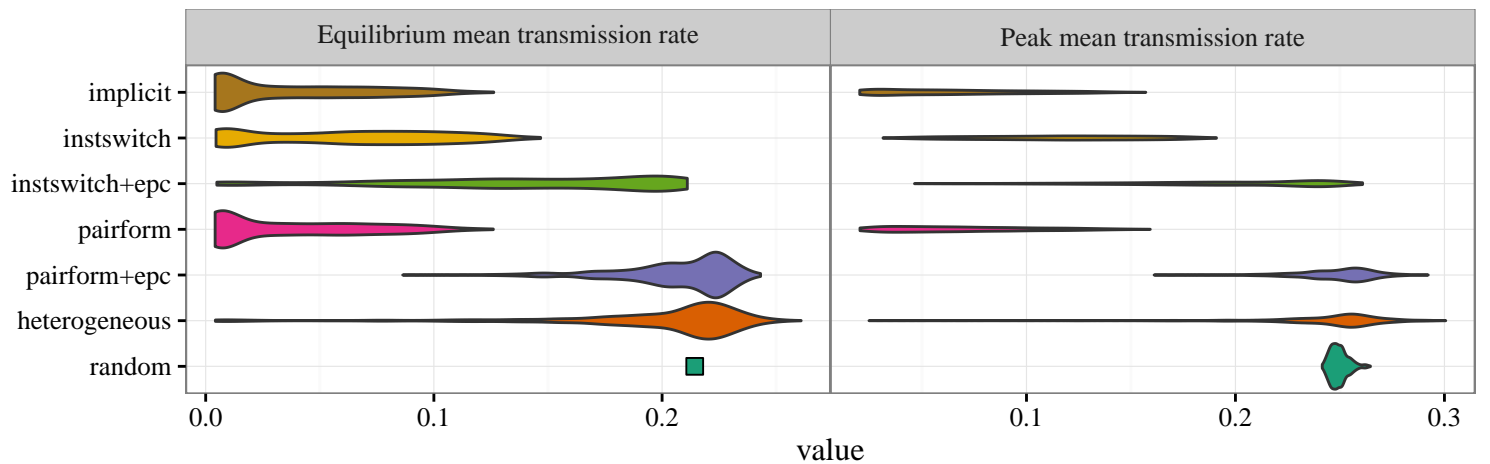 Equilibrium mean transmission rate
Peak mean transmission rate
implicit
instswitch
instswitch+epc
pairform
pairform+epc
heterogeneous
random
0.0 0.1 0.2
0.1 0.2 0.3
value